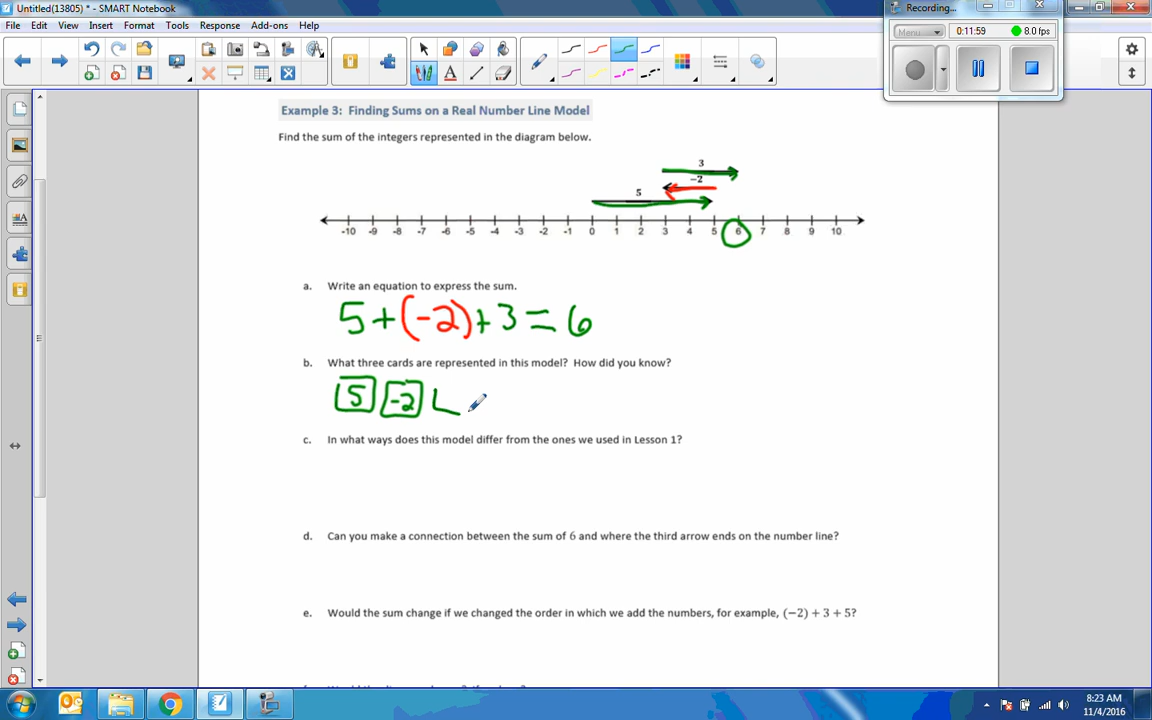 Untitled(13805) * - SMART Notebook
Recording...
File Edit View Insert Format Tools Response Add-ons Help
Menu 0:11:59 8.0 fps
Example 3: Finding Sums on a Real Number Line Model
Find the sum of the integers represented in the diagram below.
3
-2
5
-10 -9 -8 -7 -6 -5 -4 -3 -2 -1 0 1 2 3 4 5 6 7 8 9 10
a. Write an equation to express the sum.
5+(-2)+3=6
b. What three cards are represented in this model? How did you know?
5 -2
c. In what ways does this model differ from the ones we used in Lesson 1?
d. Can you make a connection between the sum of 6 and where the third arrow ends on the number line?
e. Would the sum change if we changed the order in which we add the numbers, for example, (−2) + 3 + 5?
8:23 AM
11/4/2016